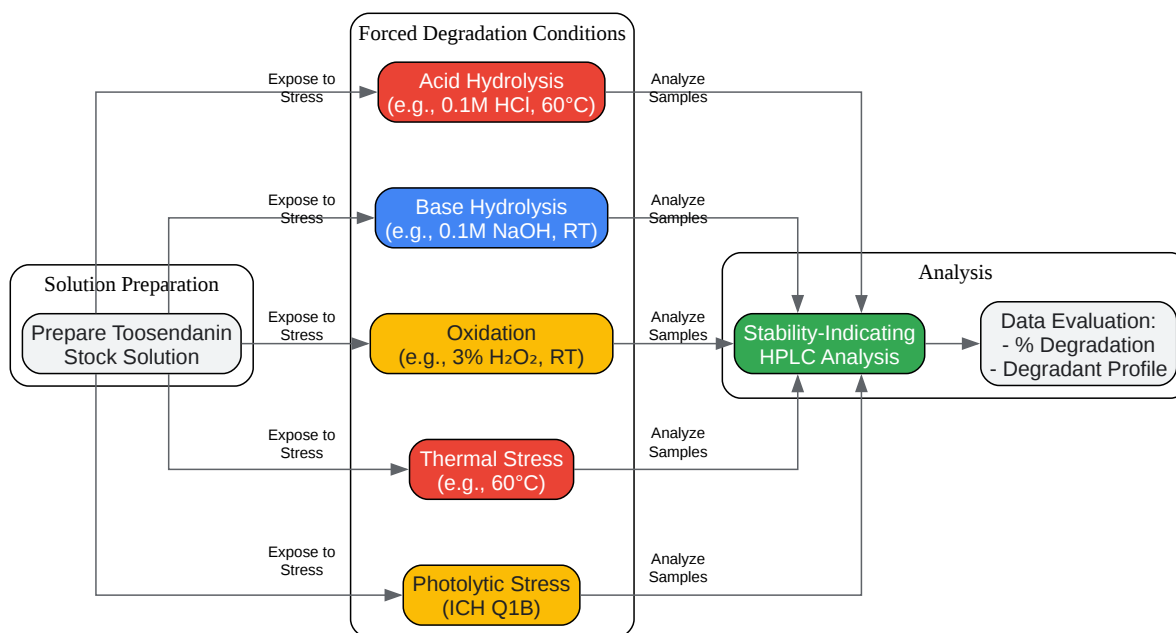 Solution Preparation
Prepare Toosendanin
Stock Solution
Expose to
Stress
Expose to
Stress
Expose to
Stress
Expose to
Stress
Expose to
Stress
Forced Degradation Conditions
Acid Hydrolysis
(e.g., 0.1M HCl, 60°C)
Base Hydrolysis
(e.g., 0.1M NaOH, RT)
Oxidation
(e.g., 3% H₂O₂, RT)
Thermal Stress
(e.g., 60°C)
Photolytic Stress
(ICH Q1B)
Analyze
Samples
Analyze
Samples
Analyze
Samples
Analyze
Samples
Analyze
Samples
Analysis
Stability-Indicating
HPLC Analysis
Data Evaluation:
- % Degradation
- Degradant Profile